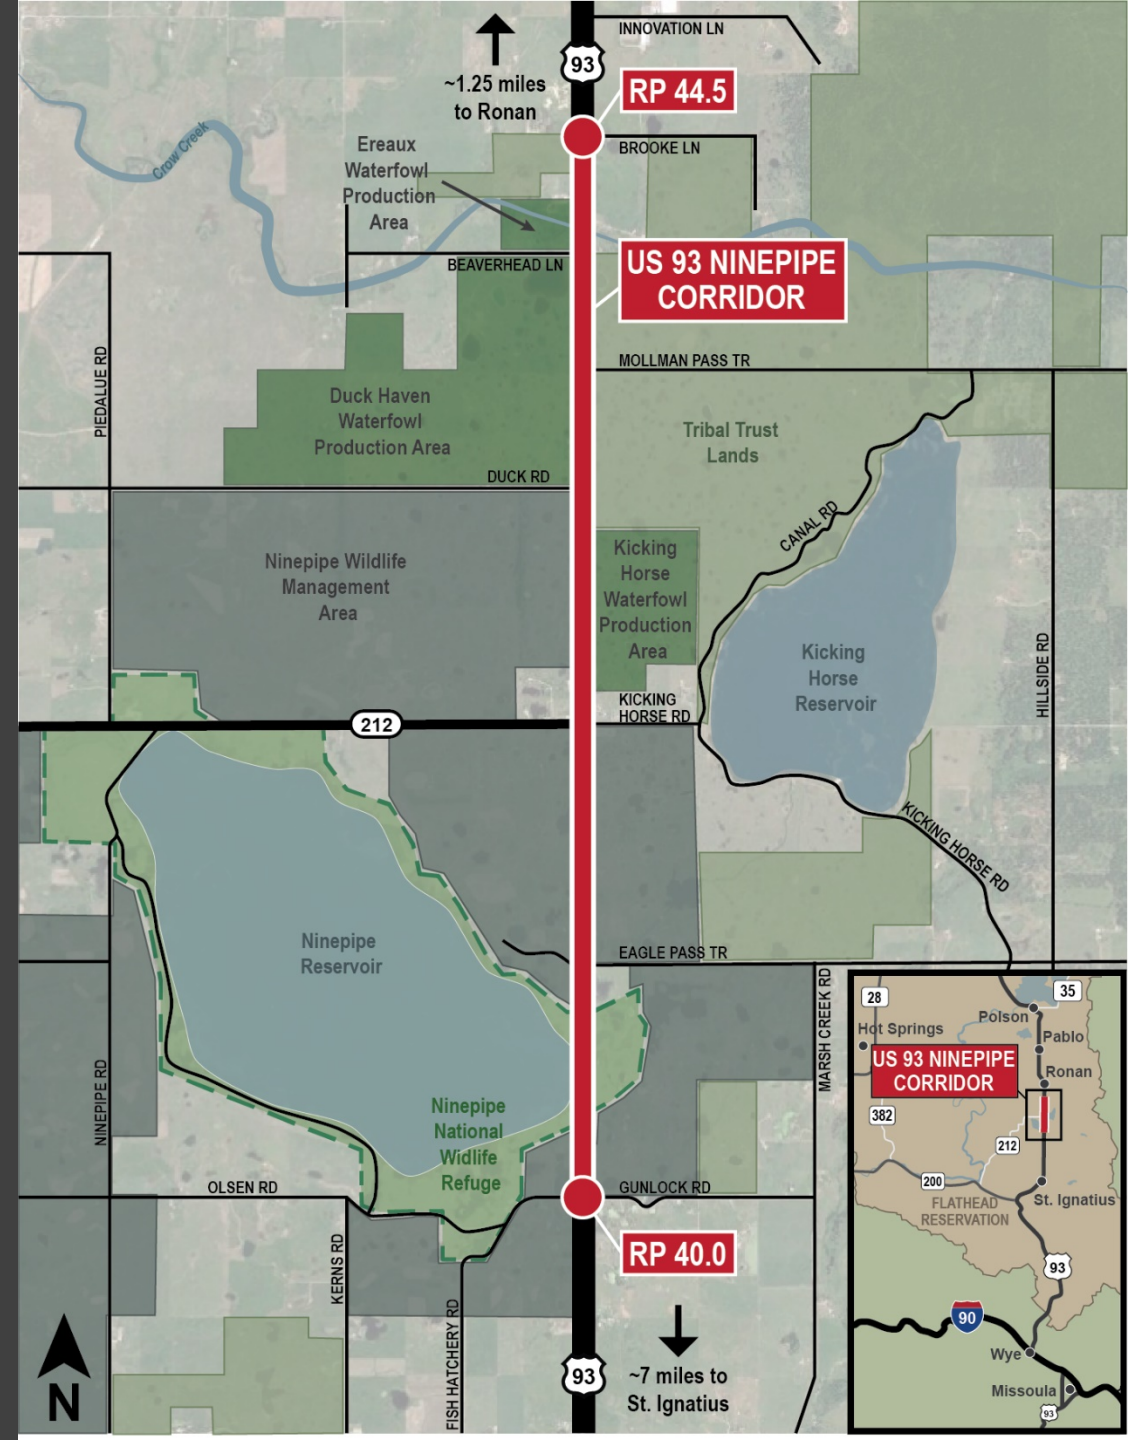 INNOVATION LN
93
~1.25 miles
to Ronan
RP 44.5
BROOKE LN
Crow Creek
Ereaux
Waterfowl
Production
Area
BEAVERHEAD LN
US 93 NINEPIPE
CORRIDOR
MOLLMAN PASS TR
PIEDALUE RD
Duck Haven
Waterfowl
Production Area
Tribal Trust
Lands
DUCK RD
CANAL RD
Ninepipe Wildlife
Management
Area
Kicking
Horse
Waterfowl
Production
Area
Kicking
Horse
Reservoir
HILLSIDE RD
KICKING
HORSE RD
212
KICKING HORSE RD
Ninepipe
Reservoir
EAGLE PASS TR
MARSH CREEK RD
NINEPIPE RD
Ninepipe
National
Widlife
Refuge
OLSEN RD
GUNLOCK RD
RP 40.0
KERNS RD
FISH HATCHERY RD
N
93
~7 miles to
St. Ignatius
28
35
Polson
Hot Springs
Pablo
US 93 NINEPIPE
CORRIDOR
Ronan
382
212
200
St. Ignatius
FLATHEAD
RESERVATION
93
90
Wye
Missoula
93